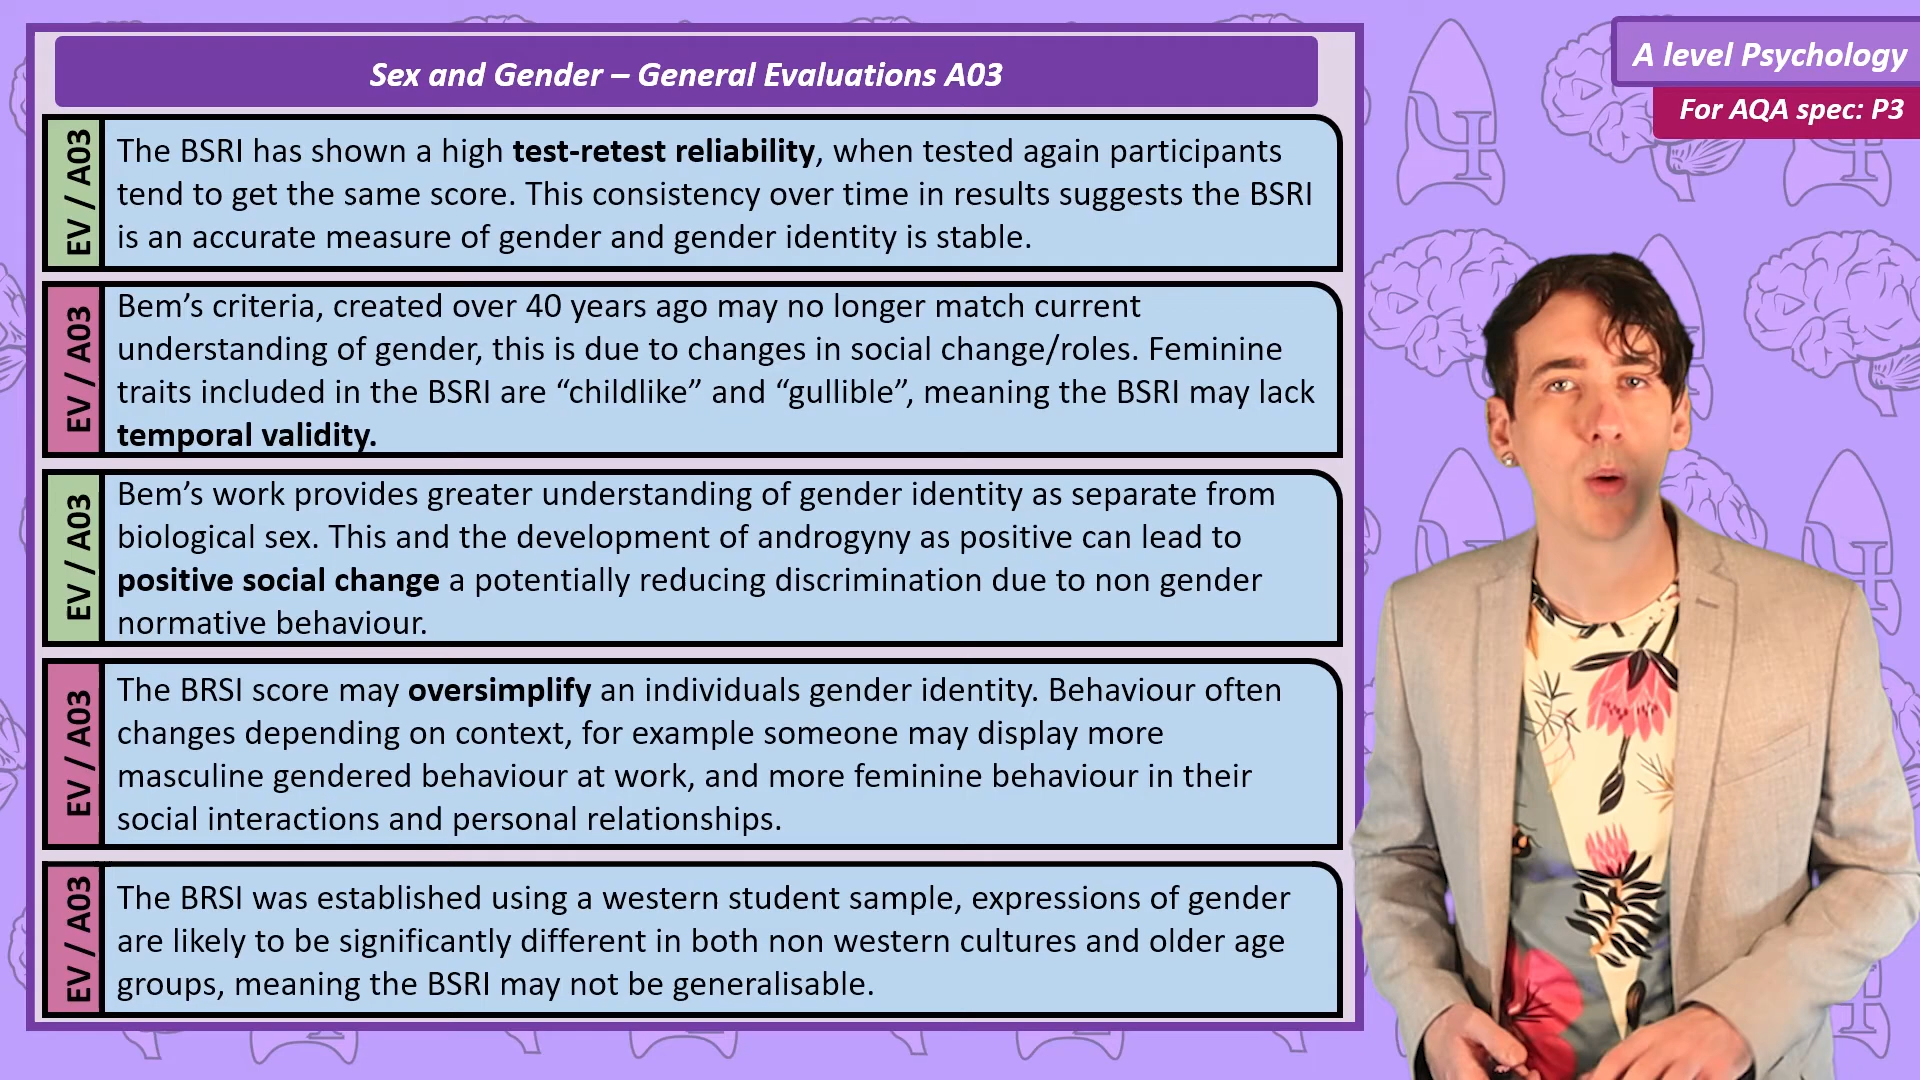 Sex and Gender – General Evaluations A03
A level Psychology
For AQA spec: P3
EV / A03
The BSRI has shown a high test-retest reliability, when tested again participants
tend to get the same score. This consistency over time in results suggests the BSRI
is an accurate measure of gender and gender identity is stable.
EV / A03
Bem’s criteria, created over 40 years ago may no longer match current
understanding of gender, this is due to changes in social change/roles. Feminine
traits included in the BSRI are “childlike” and “gullible”, meaning the BSRI may lack
temporal validity.
EV / A03
Bem’s work provides greater understanding of gender identity as separate from
biological sex. This and the development of androgyny as positive can lead to
positive social change a potentially reducing discrimination due to non gender
normative behaviour.
EV / A03
The BRSI score may oversimplify an individuals gender identity. Behaviour often
changes depending on context, for example someone may display more
masculine gendered behaviour at work, and more feminine behaviour in their
social interactions and personal relationships.
EV / A03
The BRSI was established using a western student sample, expressions of gender
are likely to be significantly different in both non western cultures and older age
groups, meaning the BSRI may not be generalisable.